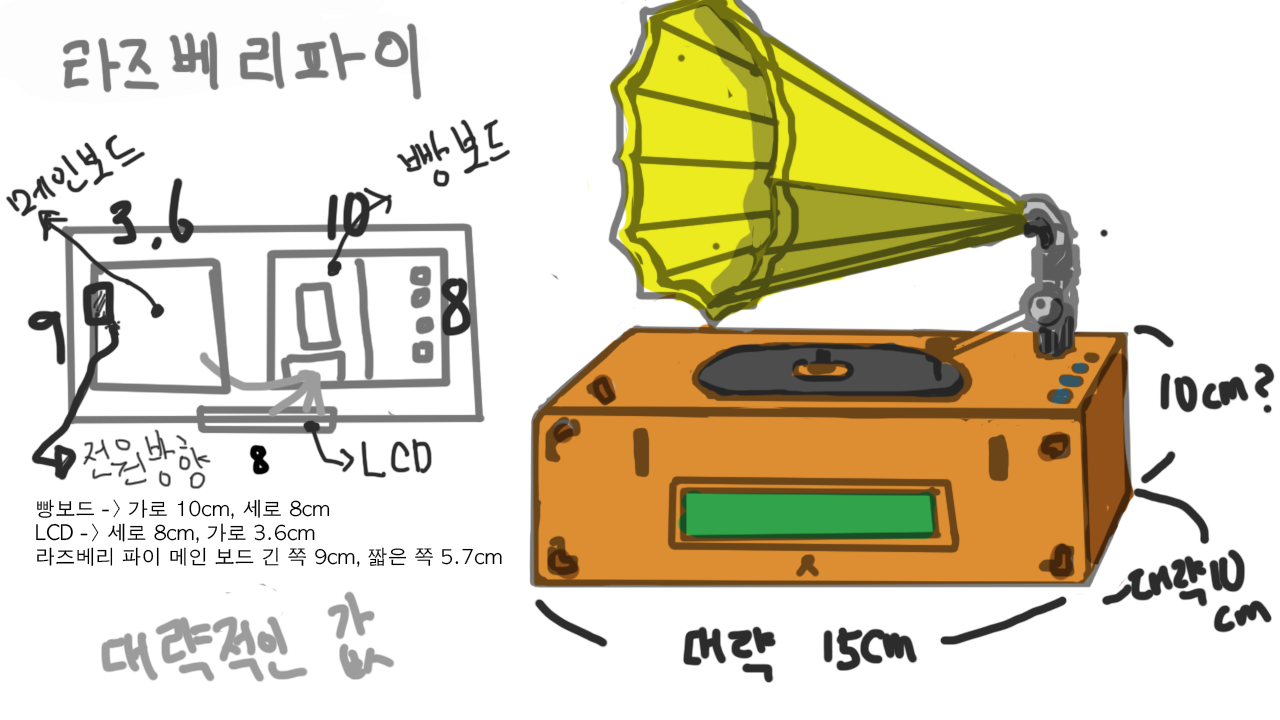 라즈베리파이
메인보드
빵보드
3.6
10
9
8
전원방향
8
LCD
빵보드 -> 가로 10cm, 세로 8cm
LCD -> 세로 8cm, 가로 3.6cm
라즈베리 파이 메인 보드 긴 쪽 9cm, 짧은 쪽 5.7cm
대략적인 값
10cm?
대략10
cm
대략 15cm